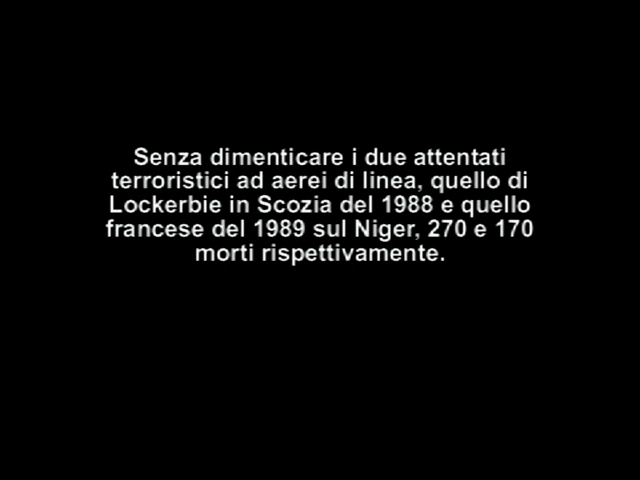 Senza dimenticare i due attentati
terroristici ad aerei di linea, quello di
Lockerbie in Scozia del 1988 e quello
francese del 1989 sul Niger, 270 e 170
morti rispettivamente.